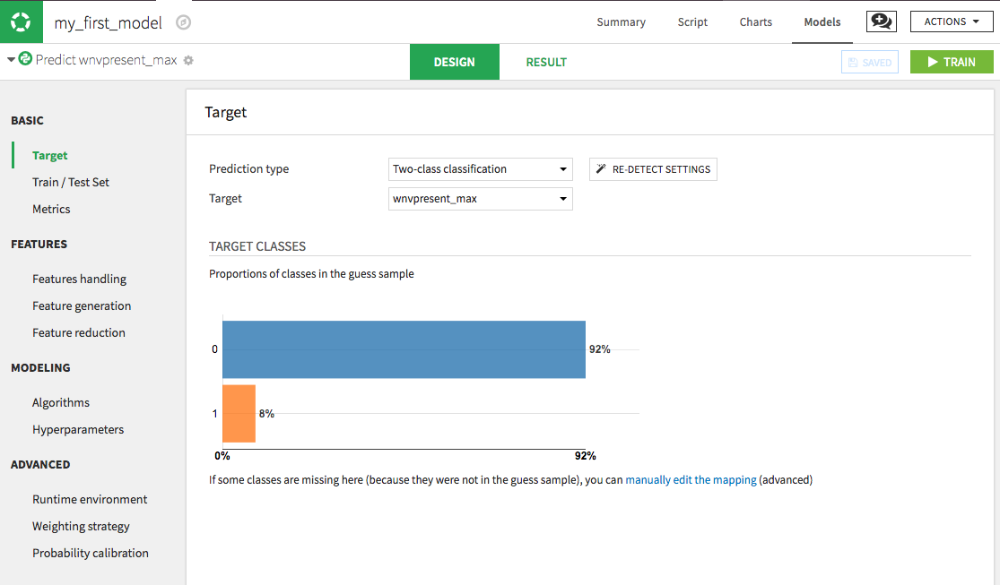 my_first_model
Summary
Script
Charts
Models
ACTIONS
Predict wnvpresent_max
DESIGN
RESULT
SAVED
TRAIN
BASIC
Target
Train / Test Set
Metrics
FEATURES
Features handling
Feature generation
Feature reduction
MODELING
Algorithms
Hyperparameters
ADVANCED
Runtime environment
Weighting strategy
Probability calibration
Target
Prediction type
Two-class classification
RE-DETECT SETTINGS
Target
wnvpresent_max
TARGET CLASSES
Proportions of classes in the guess sample
0
92%
1
8%
0%
92%
If some classes are missing here (because they were not in the guess sample), you can manually edit the mapping (advanced)